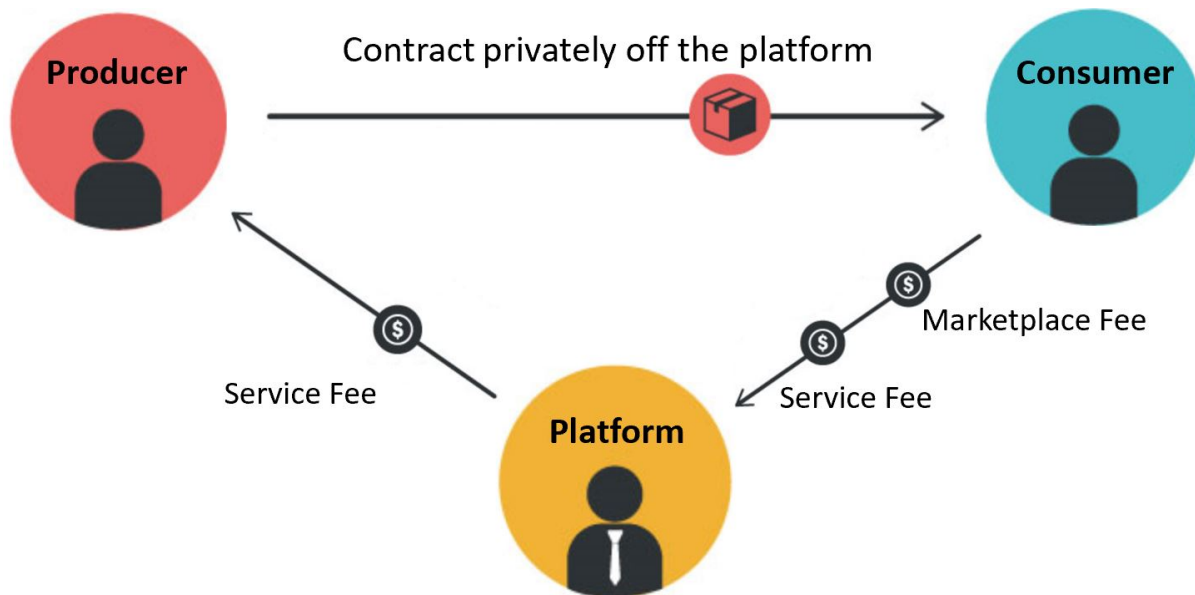 Contract privately off the platform
Producer
Consumer
$
$
Marketplace Fee
$
Service Fee
Service Fee
Platform